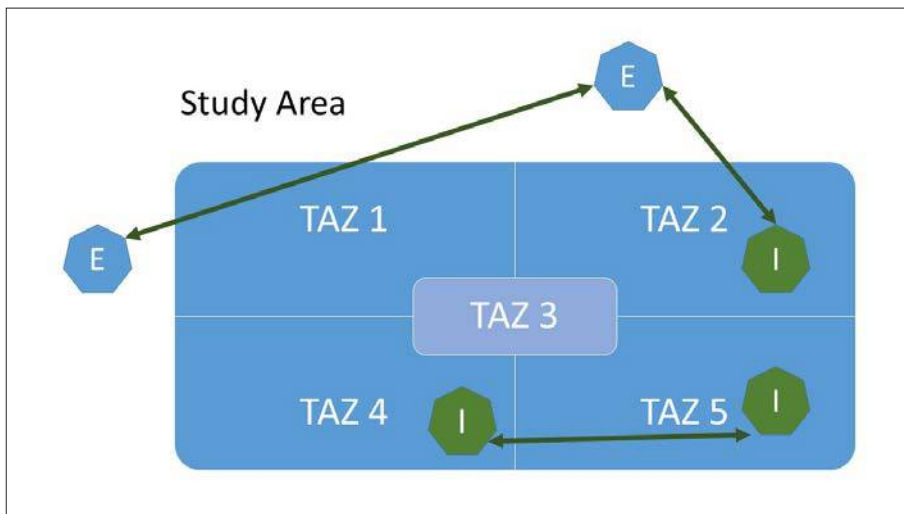 E
Study Area
TAZ 1
TAZ 2
E
I
TAZ 3
TAZ 4
I
TAZ 5
I